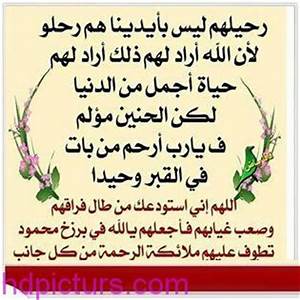 رحيلهم ليس بأيدينا هم رحلو
لأن الله أراد لهم ذلك أراد لهم
حياة أجمل من الدنيا
لكن الحنين مؤلم
ف يارب أرحم من بات
في القبر وحيدا
اللهم إني استودعك من طال فراقهم
وصعب غيابهم فـأجعلهم يالله في برزخ محمود
تطوف عليهم ملائكة الرحمة من كل جانب
hdpicturs.com